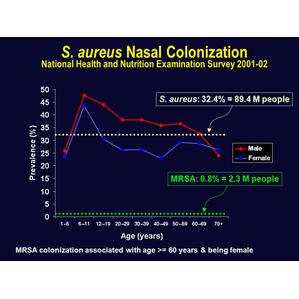 S. aureus Nasal Colonization
National Health and Nutrition Examination Survey 2001-02
50
45
40
35
30
25
20
15
10
5
0
Prevalence (%)
S. aureus: 32.4% = 89.4 M people
Male
Female
MRSA: 0.8% = 2.3 M people
1–5 6–11 12–19 20–29 30–39 40–49 50–59 60–69 70+
Age (years)
MRSA colonization associated with age >= 60 years & being female